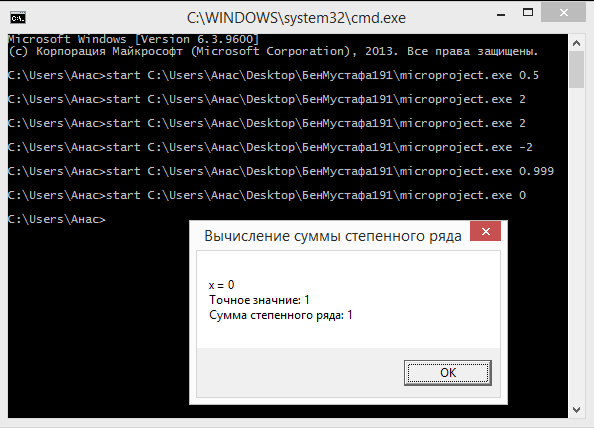 C:\WINDOWS\system32\cmd.exe
Microsoft Windows [Version 6.3.9600]
(c) Корпорация Майкрософт (Microsoft Corporation), 2013. Все права защищены.
C:\Users\Анас>start C:\Users\Анас\Desktop\БенМустафа191\microproject.exe 0.5
C:\Users\Анас>start C:\Users\Анас\Desktop\БенМустафа191\microproject.exe 2
C:\Users\Анас>start C:\Users\Анас\Desktop\БенМустафа191\microproject.exe 2
C:\Users\Анас>start C:\Users\Анас\Desktop\БенМустафа191\microproject.exe -2
C:\Users\Анас>start C:\Users\Анас\Desktop\БенМустафа191\microproject.exe 0.999
C:\Users\Анас>start C:\Users\Анас\Desktop\БенМустафа191\microproject.exe 0
C:\Users\Анас>
Вычисление суммы степенного ряда
x = 0
Точное значние: 1
Сумма степенного ряда: 1
OK